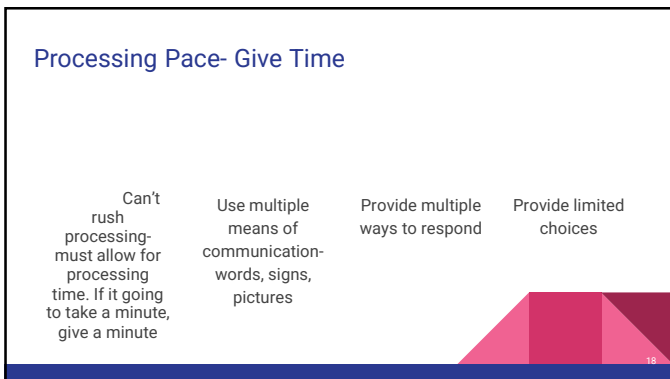 Processing Pace- Give Time
Can't
rush
processing-
must allow for
processing
time. If it going
to take a minute,
give a minute
Use multiple
means of
communication-
words, signs,
pictures
Provide multiple
ways to respond
Provide limited
choices
18